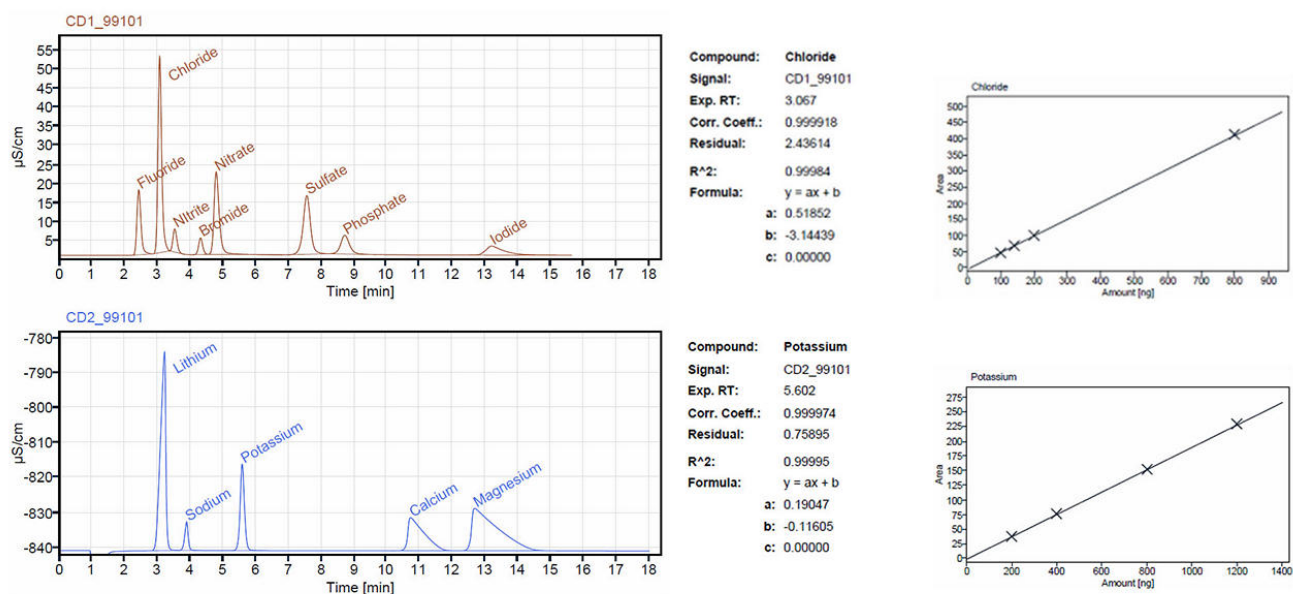 CD1_99101
55
50
45
40
35
30
25
20
15
10
5
µS/cm
Fluoride
Chloride
NItrite
Bromide
Nitrate
Sulfate
Phosphate
Iodide
0 1 2 3 4 5 6 7 8 9 10 11 12 13 14 15 16 17 18
Time [min]
Compound: Chloride
Signal: CD1_99101
Exp. RT: 3.067
Corr. Coeff.: 0.999918
Residual: 2.43614
R^2: 0.99984
Formula: y = ax + b
a: 0.51852
b: -3.14439
c: 0.00000
Chloride
500
450
400
350
300
250
200
150
100
50
0
Area
0 100 200 300 400 500 600 700 800 900
Amount [ng]
CD2_99101
-780
-790
-800
-810
-820
-830
-840
µS/cm
Lithium
Sodium
Potassium
Calcium
Magnesium
0 1 2 3 4 5 6 7 8 9 10 11 12 13 14 15 16 17 18
Time [min]
Compound: Potassium
Signal: CD2_99101
Exp. RT: 5.602
Corr. Coeff.: 0.999974
Residual: 0.75895
R^2: 0.99995
Formula: y = ax + b
a: 0.19047
b: -0.11605
c: 0.00000
Potassium
275
250
225
200
175
150
125
100
75
50
25
0
Area
0 200 400 600 800 1000 1200 1400
Amount [ng]